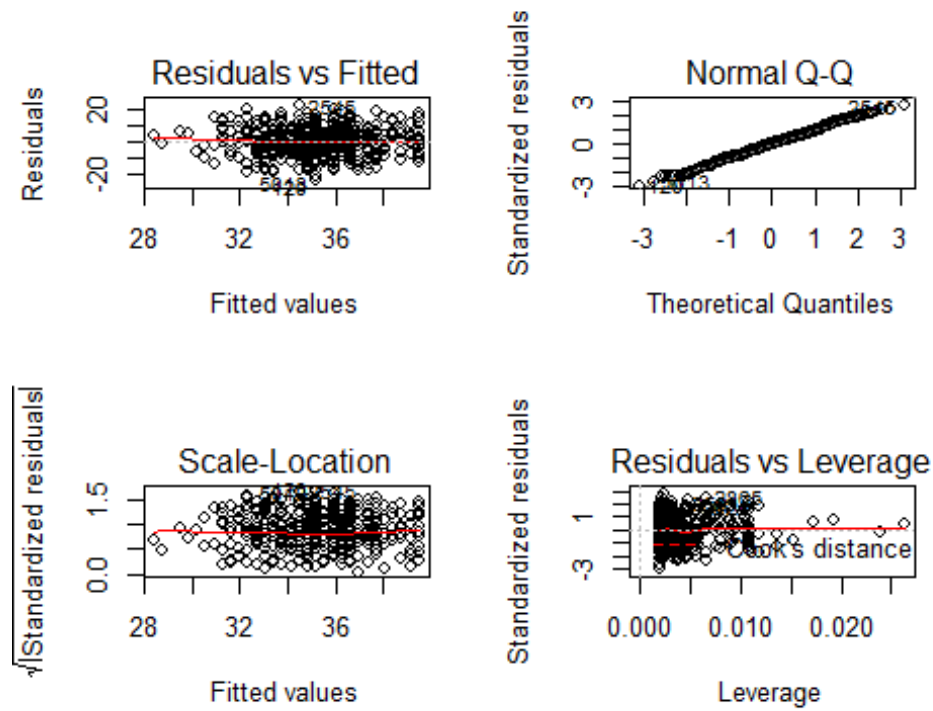 Residuals vs Fitted
Residuals
20
-20
28 32 36
Fitted values
Normal Q-Q
Standardized residuals
3
0
-3
-3 -1 0 1 2 3
Theoretical Quantiles
Scale-Location
√|Standardized residuals|
1.5
0.0
28 32 36
Fitted values
Residuals vs Leverage
Standardized residuals
1
-3
Cook's distance
0.000 0.010 0.020
Leverage